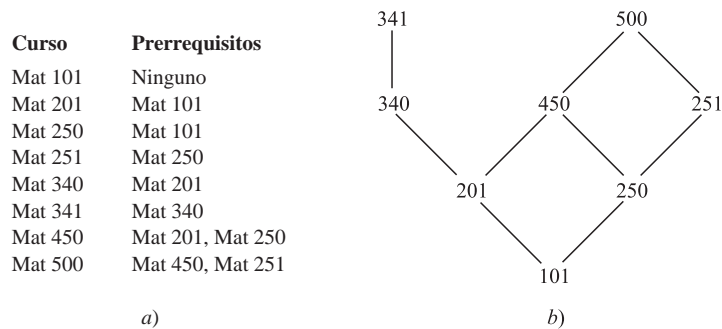 Curso Prerrequisitos
Mat 101 Ninguno
Mat 201 Mat 101
Mat 250 Mat 101
Mat 251 Mat 250
Mat 340 Mat 201
Mat 341 Mat 340
Mat 450 Mat 201, Mat 250
Mat 500 Mat 450, Mat 251
a)
341 500
340 450 251
201 250
101
b)